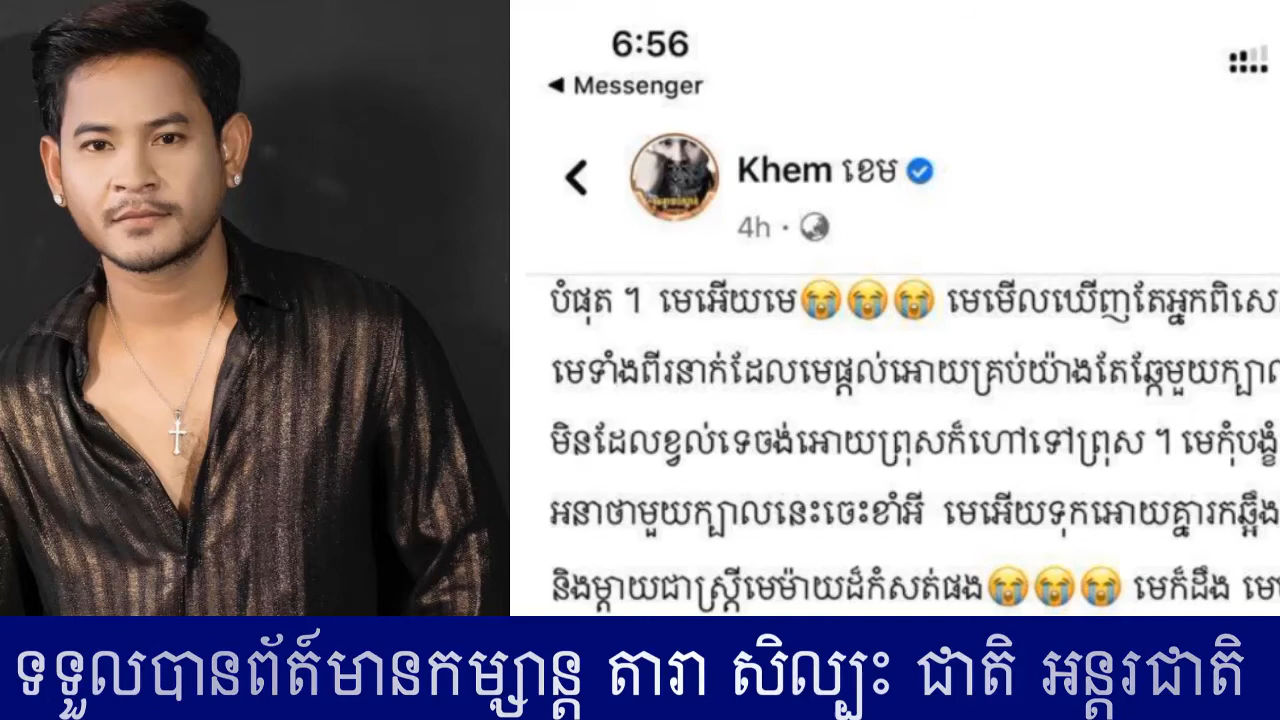 6:56
Messenger
Khem ខេម
4h
បំផុត ។ មេអើយមេ😭😭😭 មេមើលឃើញតែអ្នកពិសេ
មេទាំងពីរនាក់ដែលមេផ្តល់អោយគ្រប់យ៉ាងតែឆ្កែមួយក្បាល
មិនដែលខ្វល់ទេចង់អោយព្រុសក៏ហៅទៅព្រុស ។ មេកុំបង្ខំ
អនាថាមួយក្បាលនេះចេះខាំអី មេអើយទុកអោយគ្នារកឆ្អឹង
និងម្តាយជាស្ត្រីមេម៉ាយដ៏កំសត់ផង😭😭😭 មេក៏ដឹង
ទទួលបានព័ត៍មានកម្សាន្ត តារា សិល្បះ ជាតិ អន្តរជាតិ